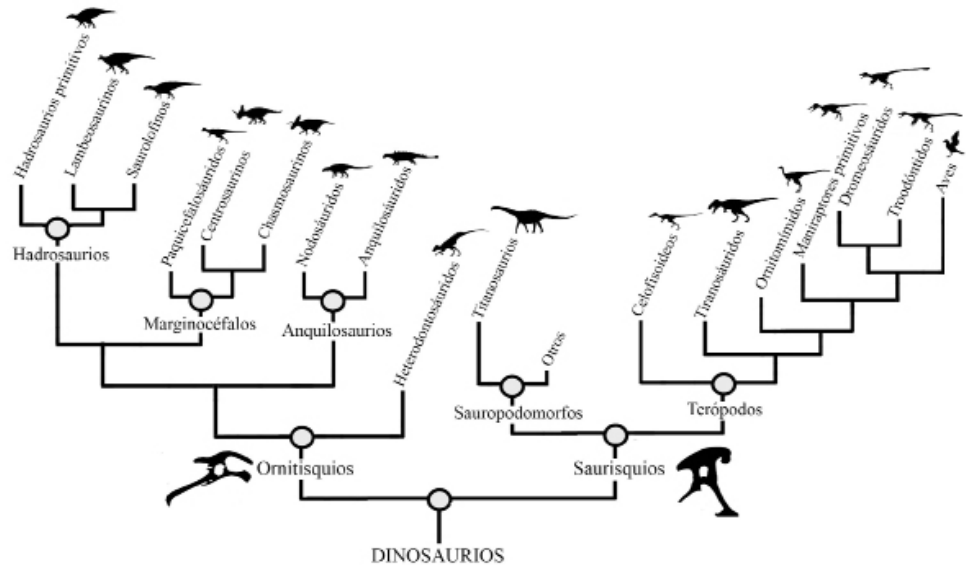 Hadrosaurios primitivos
Lambeosaurinos
Saurolofinos
Hadrosaurios
Paquicefalosáuridos
Centrosaurinos
Chasmosaurinos
Marginocéfalos
Nodosáuridos
Anquilosáuridos
Anquilosaurios
Heterodontosáuridos
Titanosaurios
Otros
Sauropodomorfos
Celofisoideos
Tiranosáuridos
Ornitomímidos
Maniraptores primitivos
Dromeosáuridos
Troodóntidos
Aves
Terópodos
Ornitisquios
Saurisquios
DINOSAURIOS